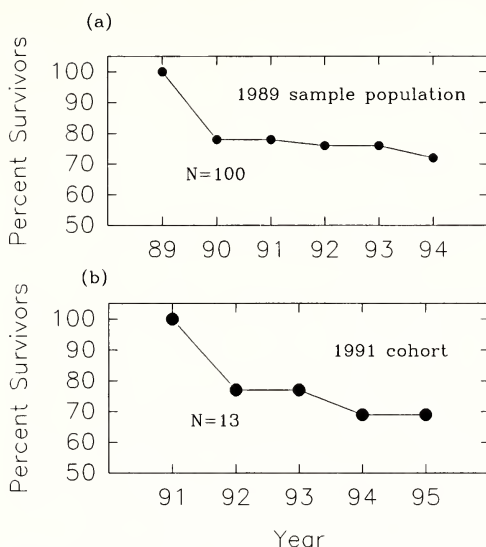 (a)
Percent Survivors
100
90
80
70
60
50
1989 sample population
N=100
89 90 91 92 93 94
(b)
Percent Survivors
100
90
80
70
60
50
1991 cohort
N=13
91 92 93 94 95
Year